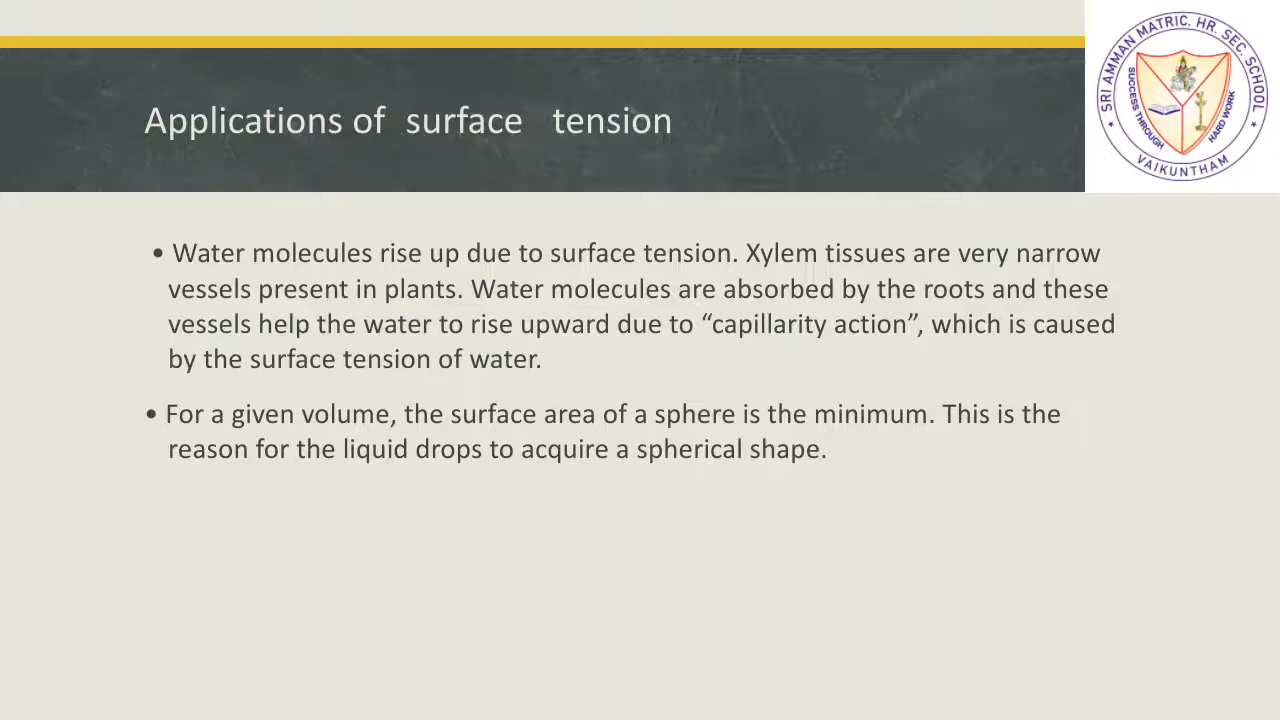 Applications of surface tension
SRI AMMAN MATRIC. HR. SEC. SCHOOL
SUCCESS THROUGH
HARD WORK
VAIKUNTHAM
• Water molecules rise up due to surface tension. Xylem tissues are very narrow
vessels present in plants. Water molecules are absorbed by the roots and these
vessels help the water to rise upward due to “capillarity action”, which is caused
by the surface tension of water.
• For a given volume, the surface area of a sphere is the minimum. This is the
reason for the liquid drops to acquire a spherical shape.